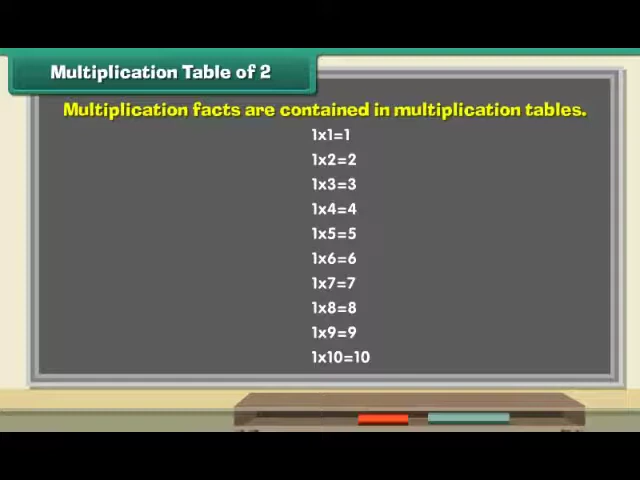 Multiplication Table of 2
Multiplication facts are contained in multiplication tables.
1x1=1
1x2=2
1x3=3
1x4=4
1x5=5
1x6=6
1x7=7
1x8=8
1x9=9
1x10=10